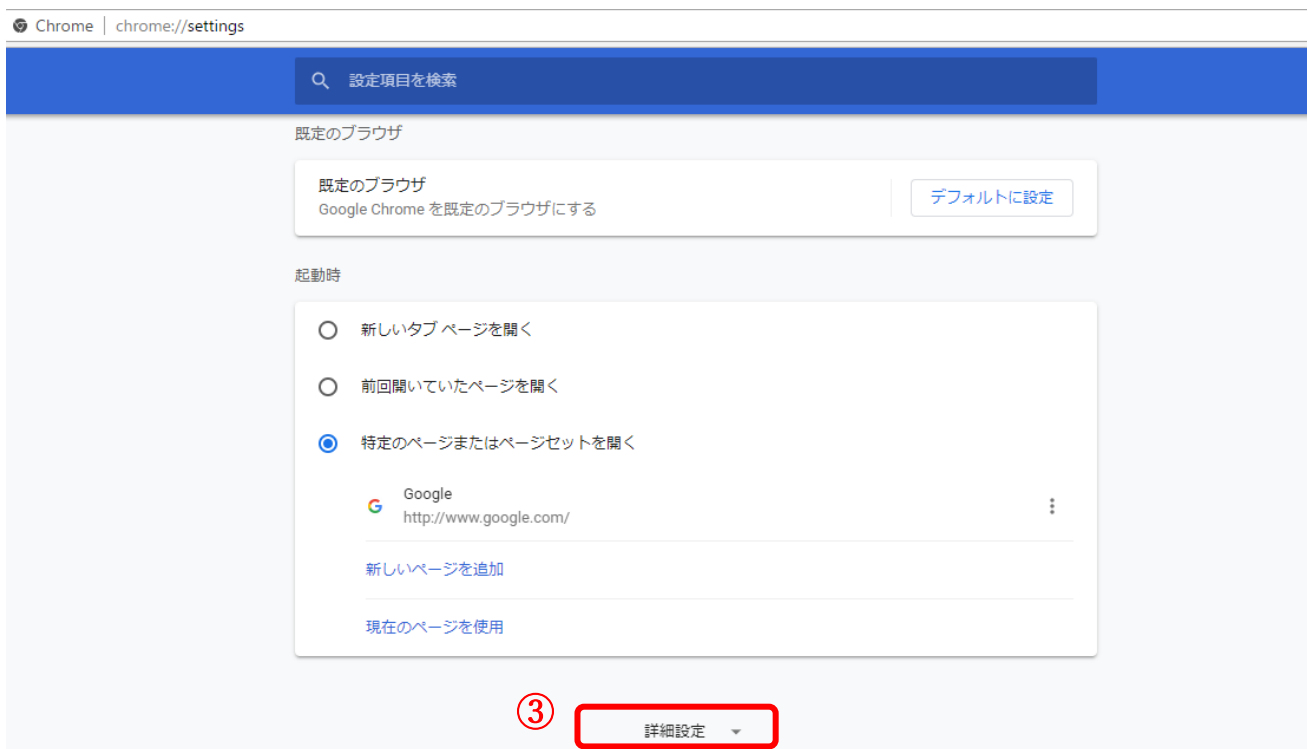 Chrome | chrome://settings
設定項目を検索
既定のブラウザ
既定のブラウザ
Google Chrome を既定のブラウザにする
デフォルトに設定
起動時
新しいタブ ページを開く
前回開いていたページを開く
特定のページまたはページセットを開く
Google
http://www.google.com/
新しいページを追加
現在のページを使用
③
詳細設定